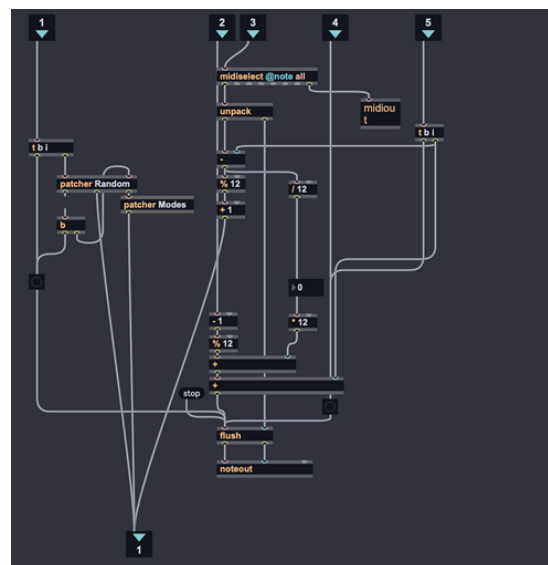 1
2
3
4
5
midiselect @note all
unpack
midiou
t
t b i
t b i
-
patcher Random
% 12
/ 12
patcher Modes
+ 1
b
0
- 1
* 12
% 12
+
+
stop
flush
noteout
1